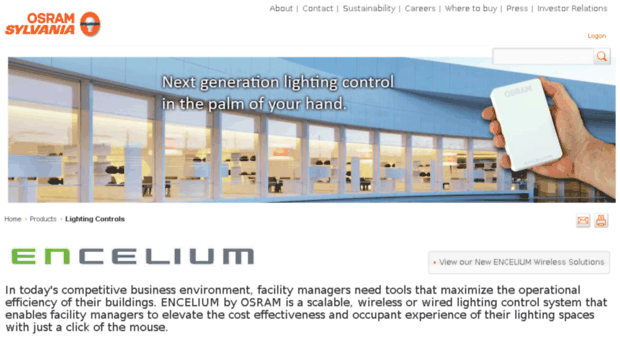 OSRAM
SYLVANIA
SYLVANIA
About | Contact | Sustainability | Careers | Where to buy | Press | Investor Relations
Logon
Next generation lighting control
in the palm of your hand.
OSRAM
Home › Products › Lighting Controls
ENCELIUM
View our New ENCELIUM Wireless Solutions
In today's competitive business environment, facility managers need tools that maximize the operational
efficiency of their buildings. ENCELIUM by OSRAM is a scalable, wireless or wired lighting control system that
enables facility managers to elevate the cost effectiveness and occupant experience of their lighting spaces
with just a click of the mouse.